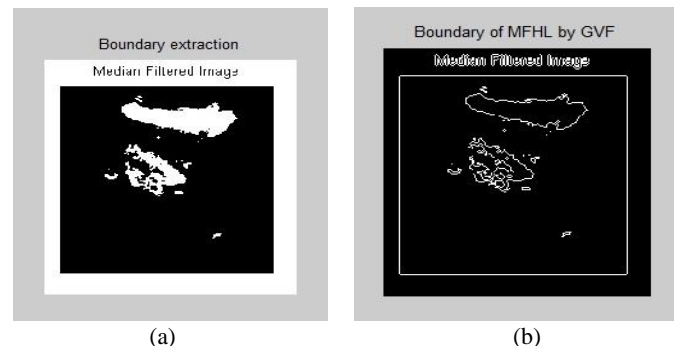 Boundary extraction
Median Filtered Image
(a)
Boundary of MFHL by GVF
Median Filtered Image
(b)